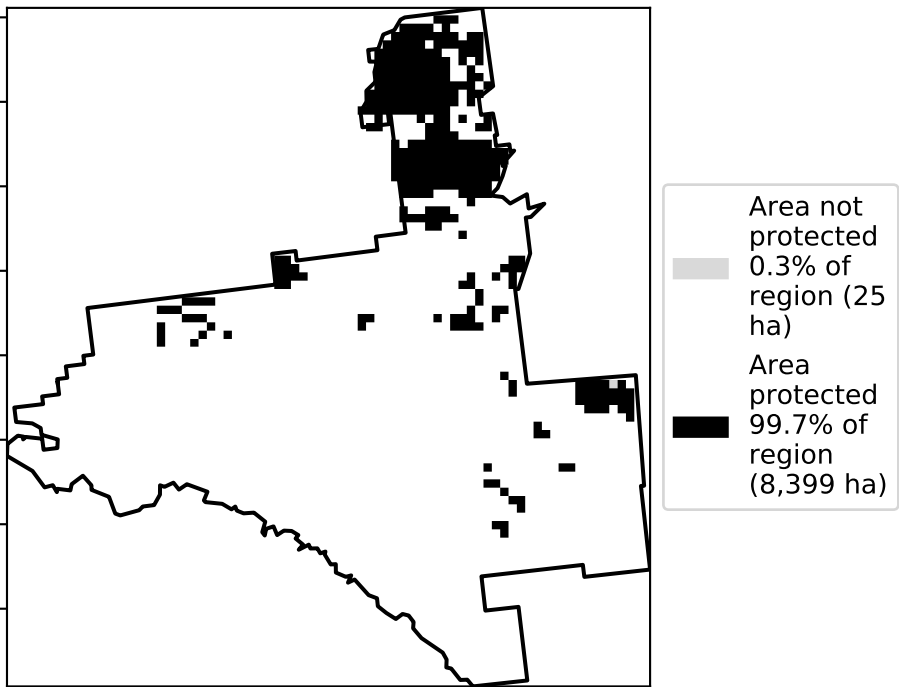 Area not
protected
0.3% of
region (25
ha)
Area
protected
99.7% of
region
(8,399 ha)